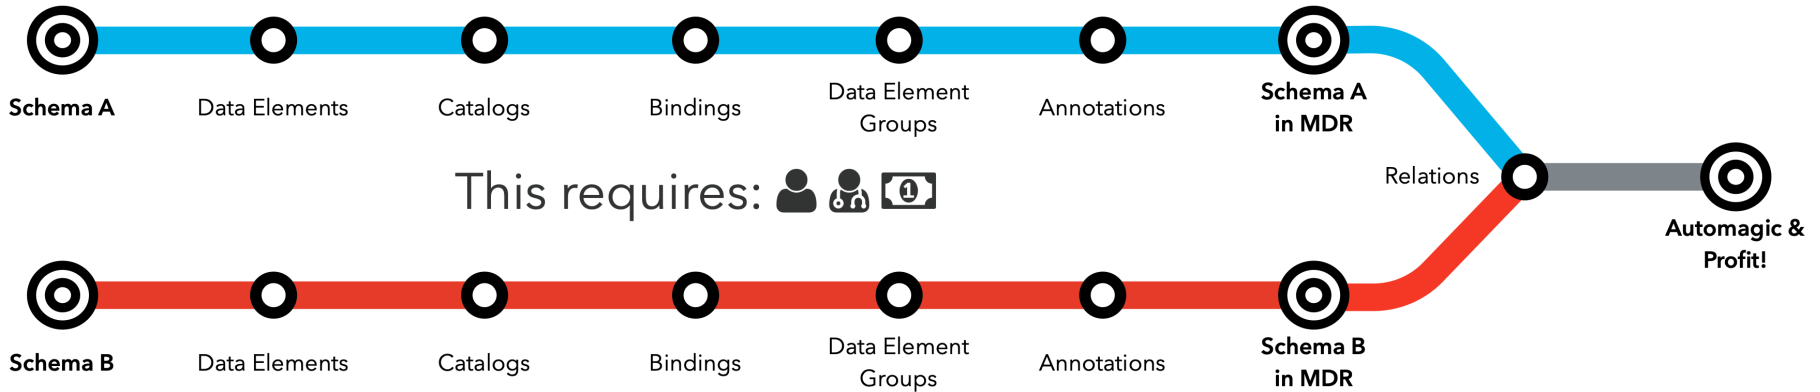 Schema A
Data Elements
Catalogs
Bindings
Data Element
Groups
Annotations
Schema A
in MDR
This requires:
1
Relations
Automagic &
Profit!
Schema B
Data Elements
Catalogs
Bindings
Data Element
Groups
Annotations
Schema B
in MDR